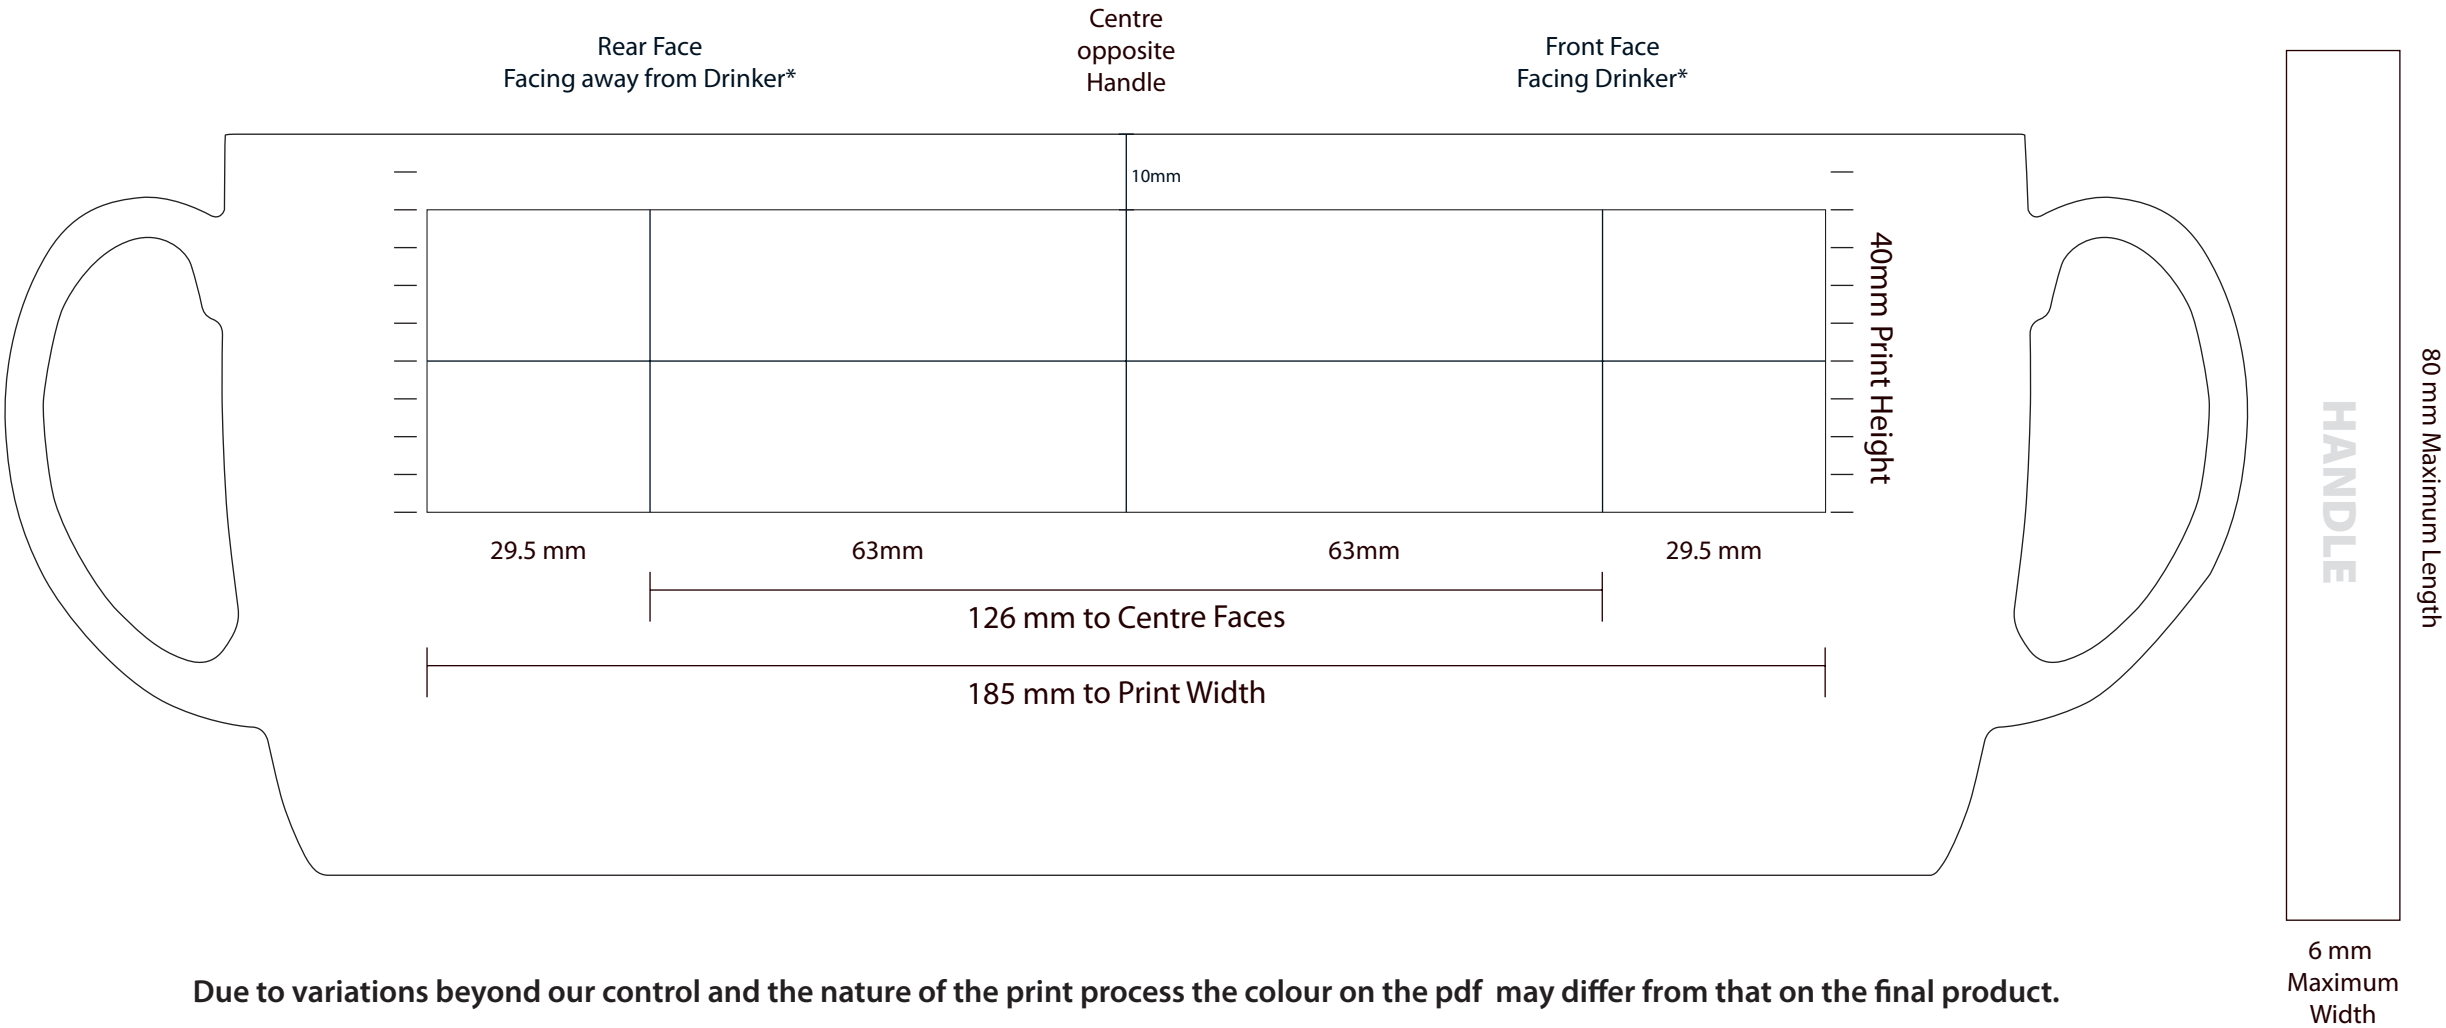 Rear Face
Facing away from Drinker*
Centre
opposite
Handle
Front Face
Facing Drinker*
10mm
40mm Print Height
29.5 mm
63mm
63mm
29.5 mm
126 mm to Centre Faces
185 mm to Print Width
HANDLE
80 mm Maximum Length
6 mm
Maximum
Width
Due to variations beyond our control and the nature of the print process the colour on the pdf  may differ from that on the final product.